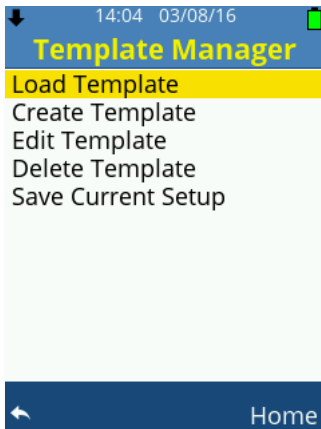 14:04 03/08/16
Template Manager
Load Template
Create Template
Edit Template
Delete Template
Save Current Setup
Home